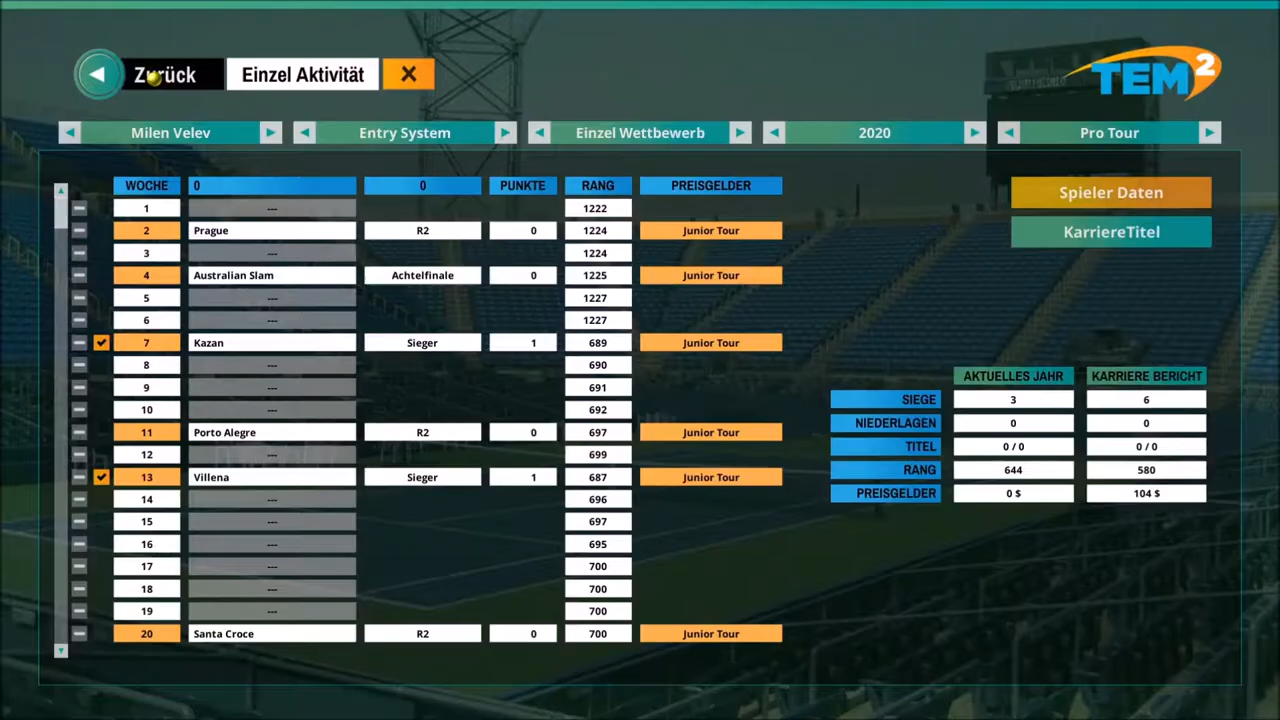 Zurück Einzel Aktivität
TEM 2
Milen Velev Entry System Einzel Wettbewerb 2020 Pro Tour
WOCHE 0 0 PUNKTE RANG PREISGELDER
1 --- 1222
2 Prague R2 0 1224 Junior Tour
3 --- 1224
4 Australian Slam Achtelfinale 0 1225 Junior Tour
5 --- 1227
6 --- 1227
7 Kazan Sieger 1 689 Junior Tour
8 --- 690
9 --- 691
10 --- 692
11 Porto Alegre R2 0 697 Junior Tour
12 --- 699
13 Villena Sieger 1 687 Junior Tour
14 --- 696
15 --- 697
16 --- 695
17 --- 700
18 --- 700
19 --- 700
20 Santa Croce R2 0 700 Junior Tour
Spieler Daten
KarriereTitel
AKTUELLES JAHR KARRIERE BERICHT
SIEGE 3 6
NIEDERLAGEN 0 0
TITEL 0 / 0 0 / 0
RANG 644 580
PREISGELDER 0 $ 104 $